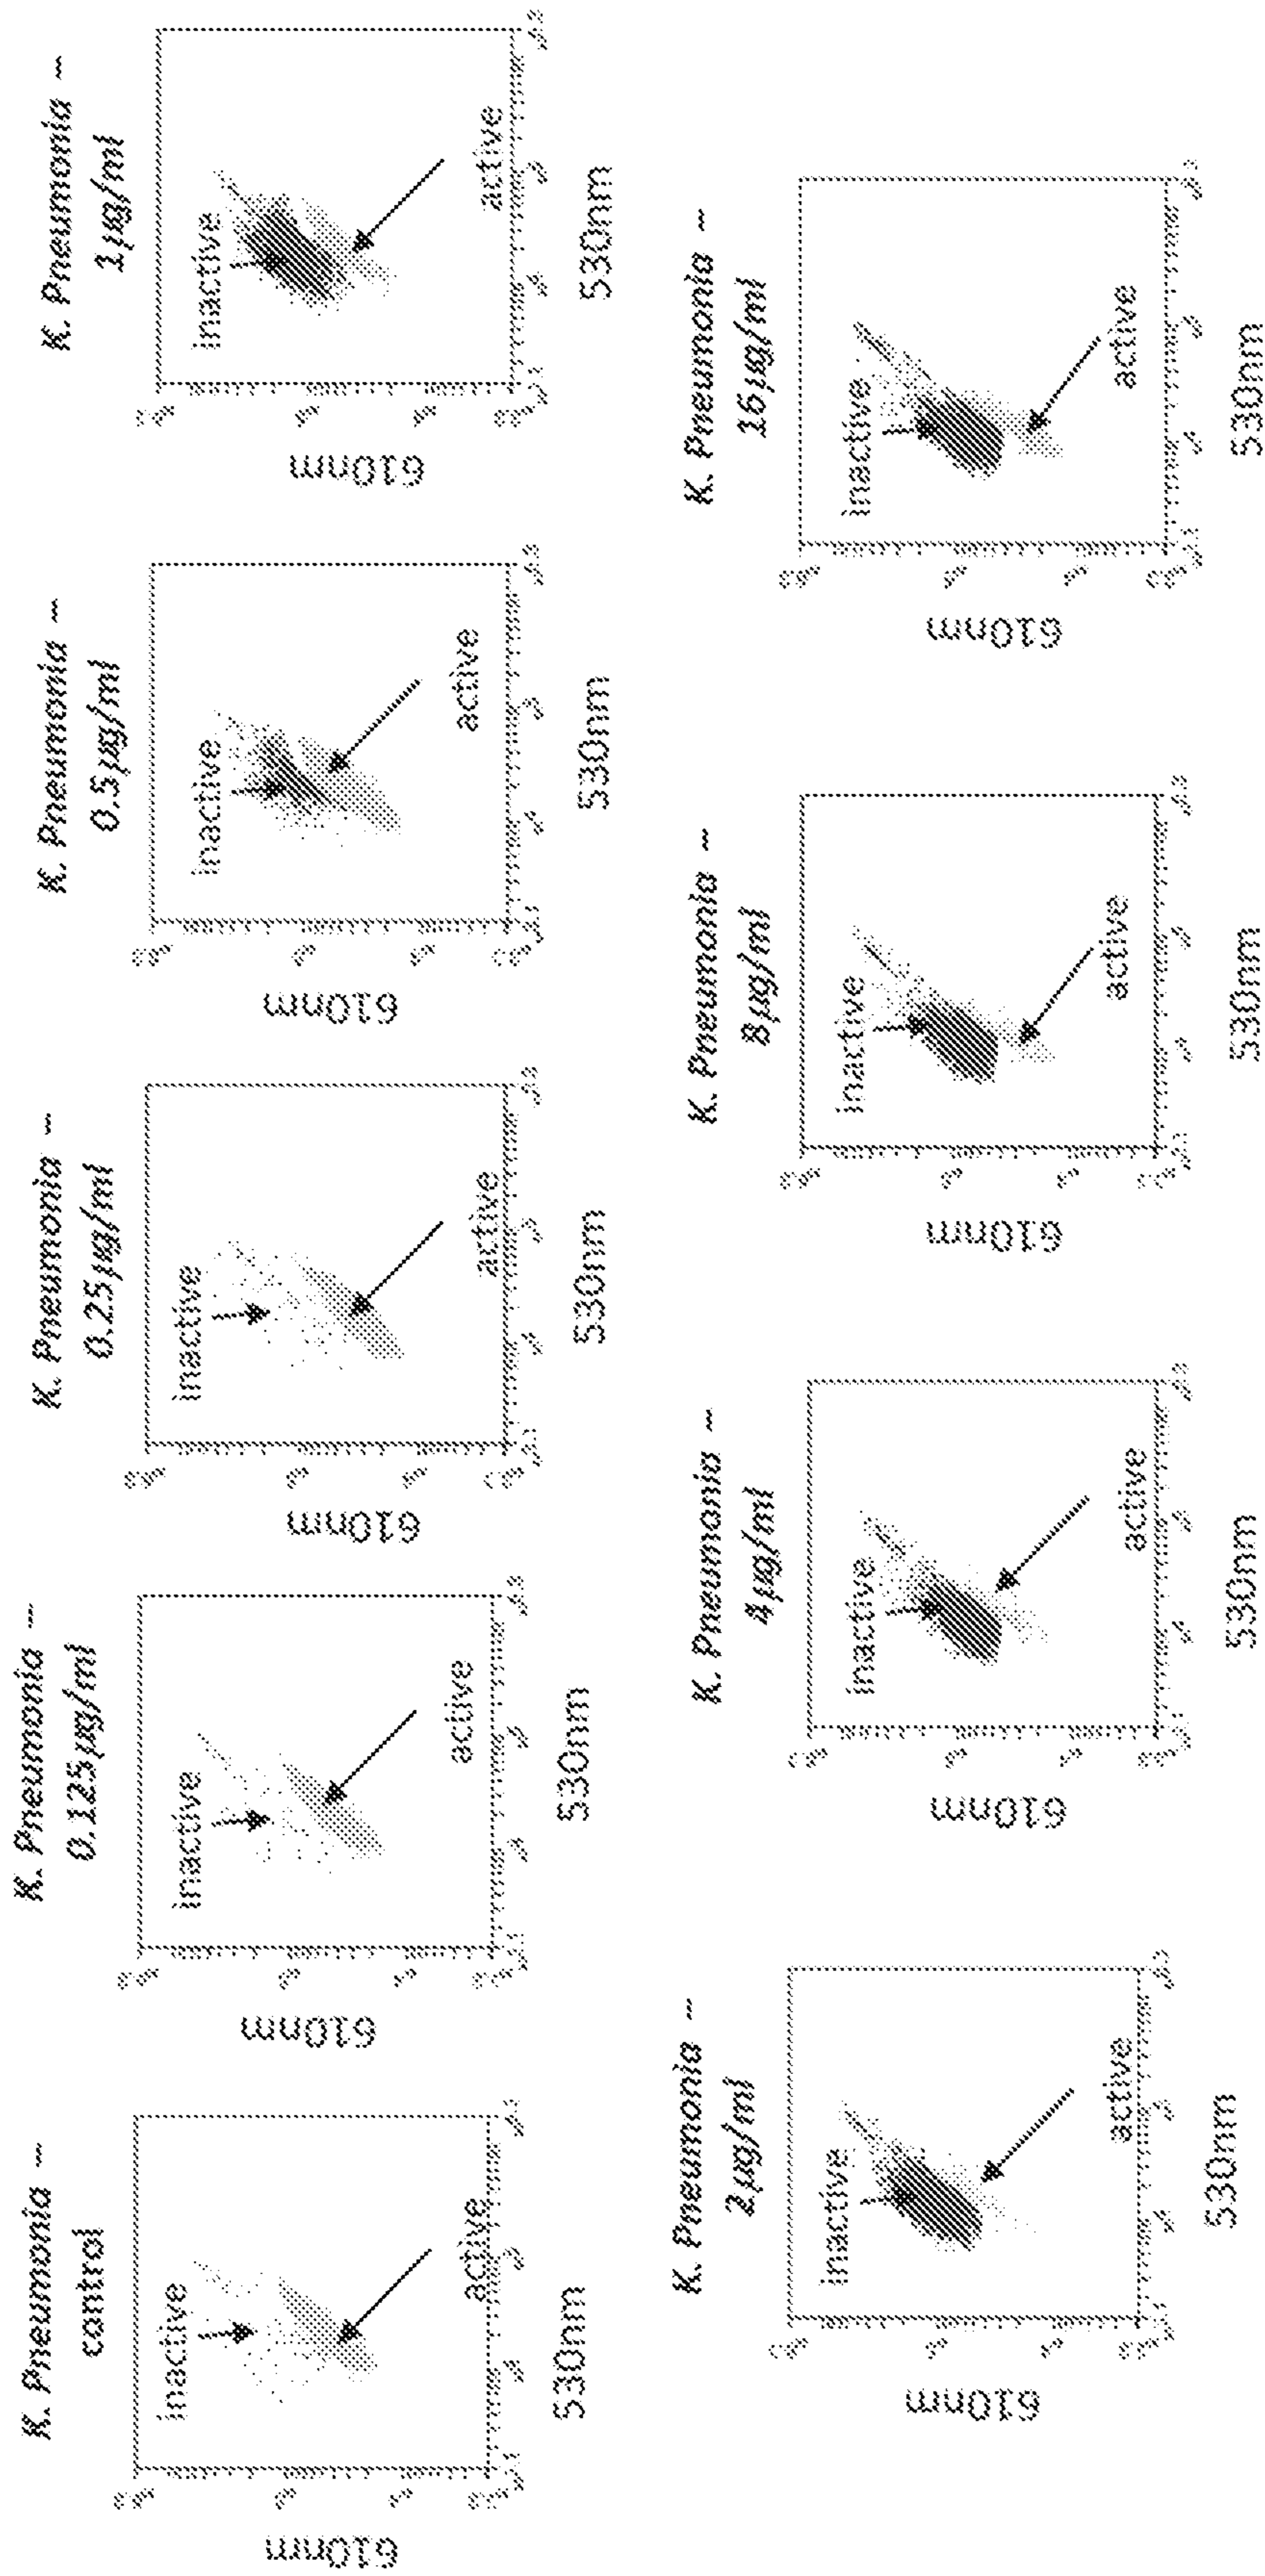 K. Pneumonia –
control
610nm
inactive
active
530nm
K. Pneumonia –
0.125µg/ml
610nm
inactive
active
530nm
K. Pneumonia –
0.25µg/ml
610nm
inactive
active
530nm
K. Pneumonia –
0.5µg/ml
610nm
inactive
active
530nm
K. Pneumonia –
1µg/ml
610nm
inactive
active
530nm
K. Pneumonia –
2µg/ml
610nm
inactive
active
530nm
K. Pneumonia –
4µg/ml
610nm
inactive
active
530nm
K. Pneumonia –
8µg/ml
610nm
inactive
active
530nm
K. Pneumonia –
16µg/ml
610nm
inactive
active
530nm